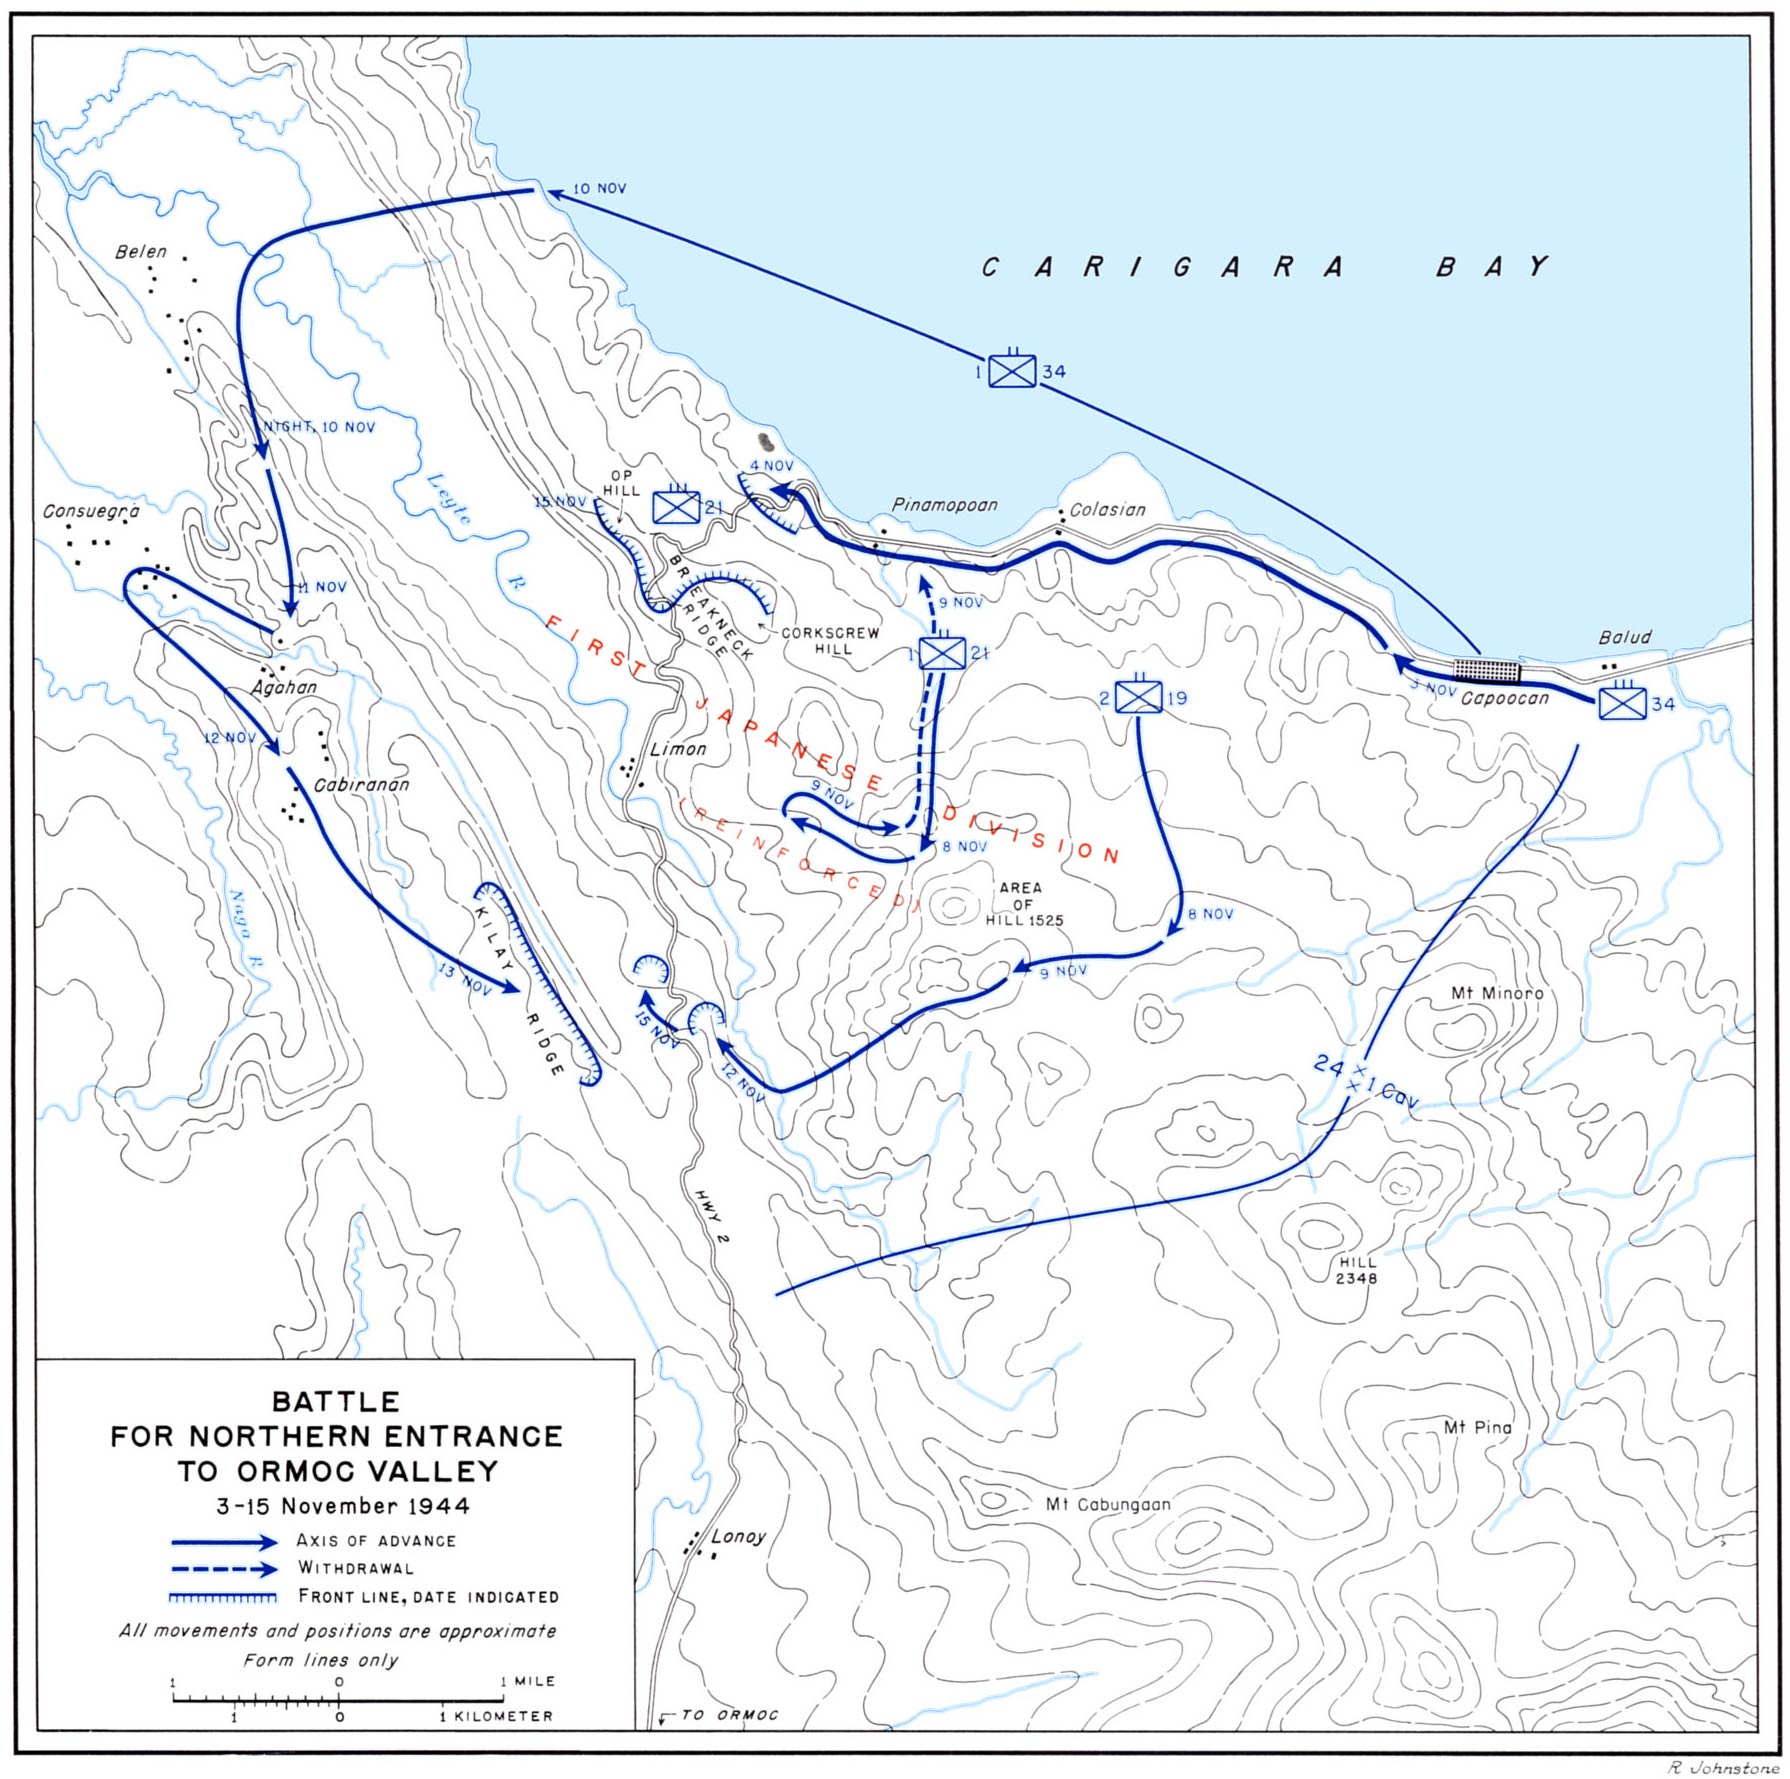 10 NOV
Belen
CARIGARA BAY
1 34
NIGHT, 10 NOV
4 NOV
OP
HILL
15 NOV
21
Leyte R
Pinamopoan
Colasian
Consuegra
11 NOV
BREAKNECK
RIDGE
9 NOV
CORKSCREW
HILL
1 21
Balud
FIRST JAPANESE DIVISION
(REINFORCED)
Agahan
2 19
3 NOV
Capoocan
34
12 NOV
Limon
Cabiranan
9 NOV
8 NOV
AREA
OF
HILL 1525
8 NOV
KILAY RIDGE
Naga R
13 NOV
9 NOV
15 NOV
12 NOV
Mt Minoro
24 x 1 Cav
x
HWY 2
HILL
2348
Mt Pina
Mt Cabungaan
Lonoy
TO ORMOC
BATTLE
FOR NORTHERN ENTRANCE
TO ORMOC VALLEY
3-15 November 1944
AXIS OF ADVANCE
WITHDRAWAL
FRONT LINE, DATE INDICATED
All movements and positions are approximate
Form lines only
1 0 1 MILE
1 0 1 KILOMETER
R Johnstone